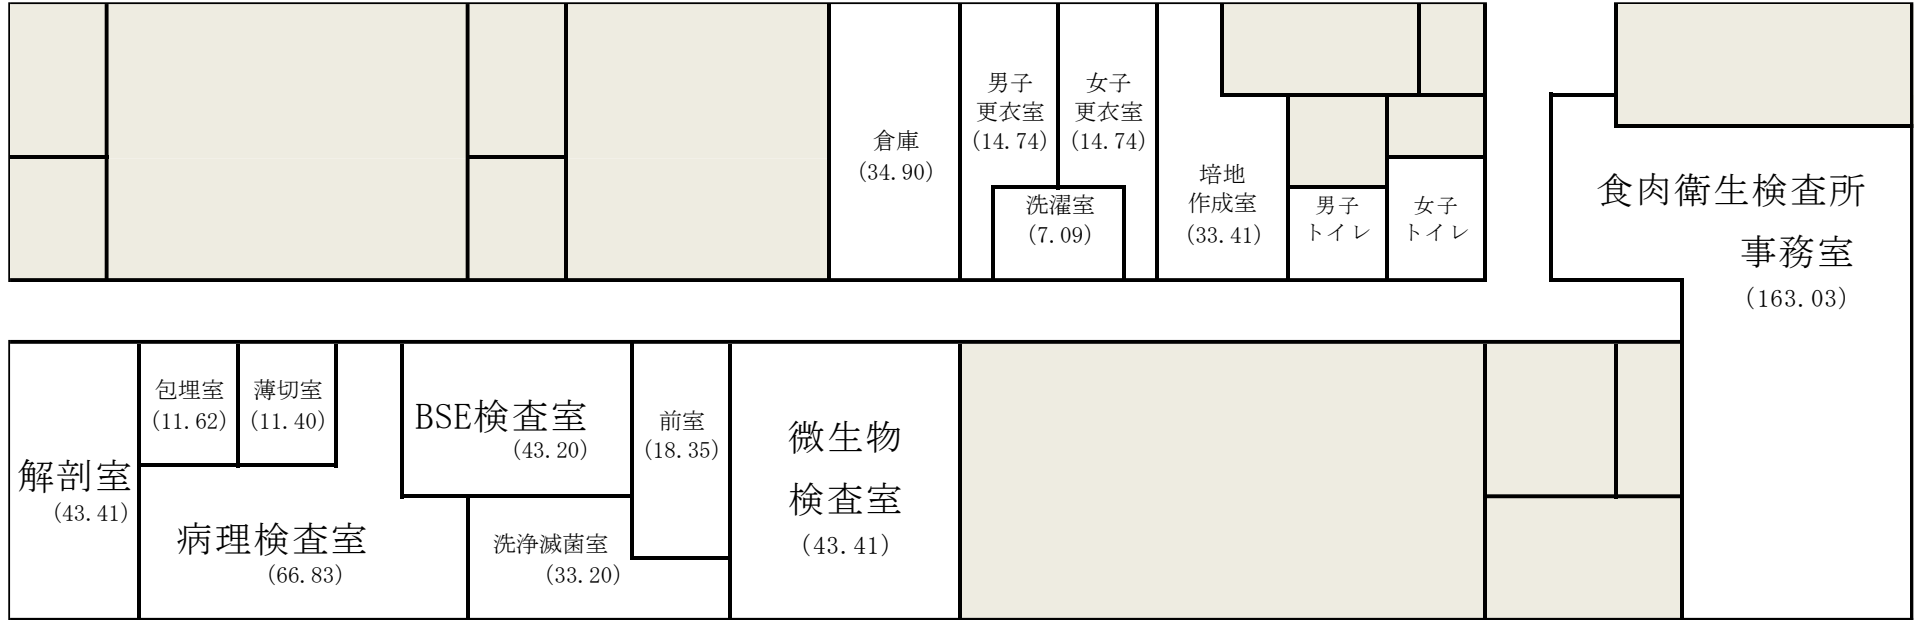 倉庫
(34.90)
男子
更衣室
(14.74)
女子
更衣室
(14.74)
洗濯室
(7.09)
培地
作成室
(33.41)
男子
トイレ
女子
トイレ
食肉衛生検査所
事務室
(163.03)
解剖室
(43.41)
包埋室
(11.62)
薄切室
(11.40)
病理検査室
(66.83)
BSE検査室
(43.20)
洗浄滅菌室
(33.20)
前室
(18.35)
微生物
検査室
(43.41)